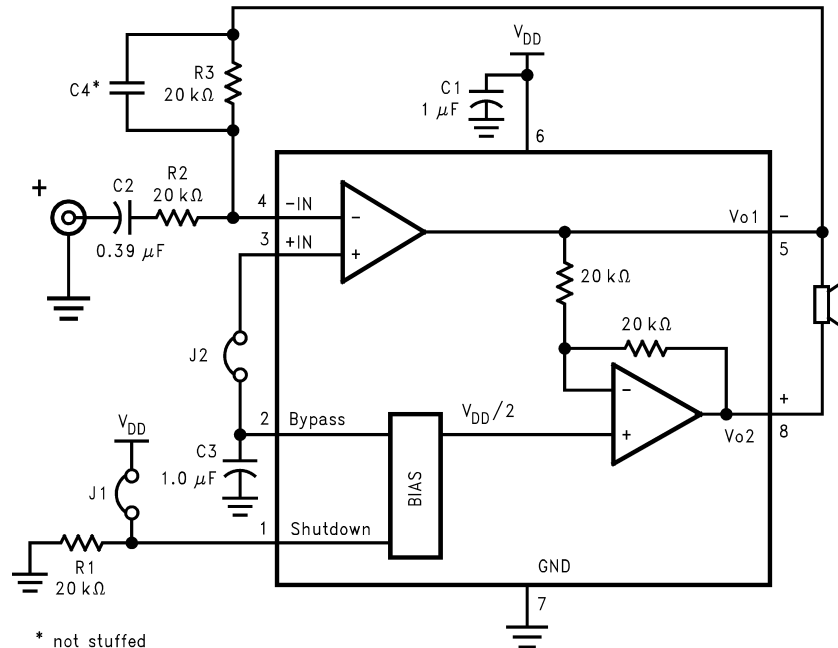 V_DD
C1
1 μF
6
C4*
R3
20 kΩ
+
C2
0.39 μF
R2
20 kΩ
4
-IN
3
+IN
-
+
Vo1
-
5
20 kΩ
20 kΩ
J2
2
Bypass
V_DD/2
-
+
+
Vo2
8
V_DD
C3
1.0 μF
BIAS
J1
1
Shutdown
R1
20 kΩ
GND
7
* not stuffed